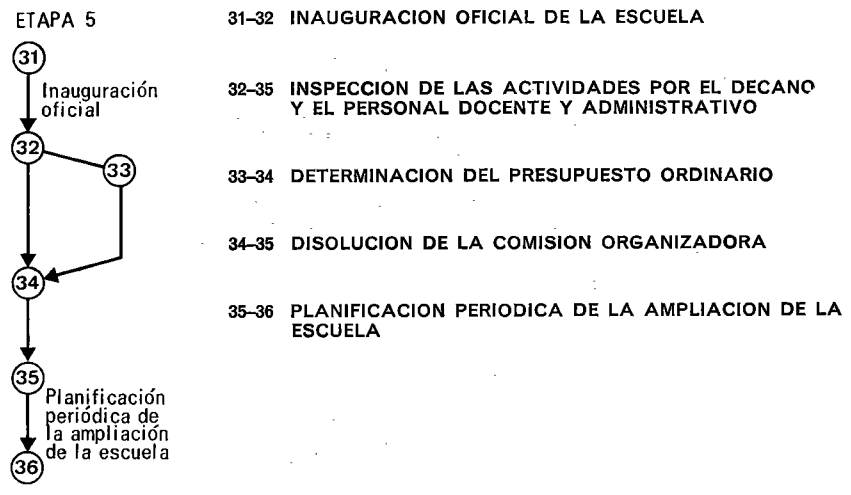 ETAPA 5
31
Inauguración
oficial
32
33
34
35
Planificación
periódica de
la ampliación
de la escuela
36
31–32 INAUGURACION OFICIAL DE LA ESCUELA
32–35 INSPECCION DE LAS ACTIVIDADES POR EL DECANO
Y EL PERSONAL DOCENTE Y ADMINISTRATIVO
33–34 DETERMINACION DEL PRESUPUESTO ORDINARIO
34–35 DISOLUCION DE LA COMISION ORGANIZADORA
35–36 PLANIFICACION PERIODICA DE LA AMPLIACION DE LA
ESCUELA